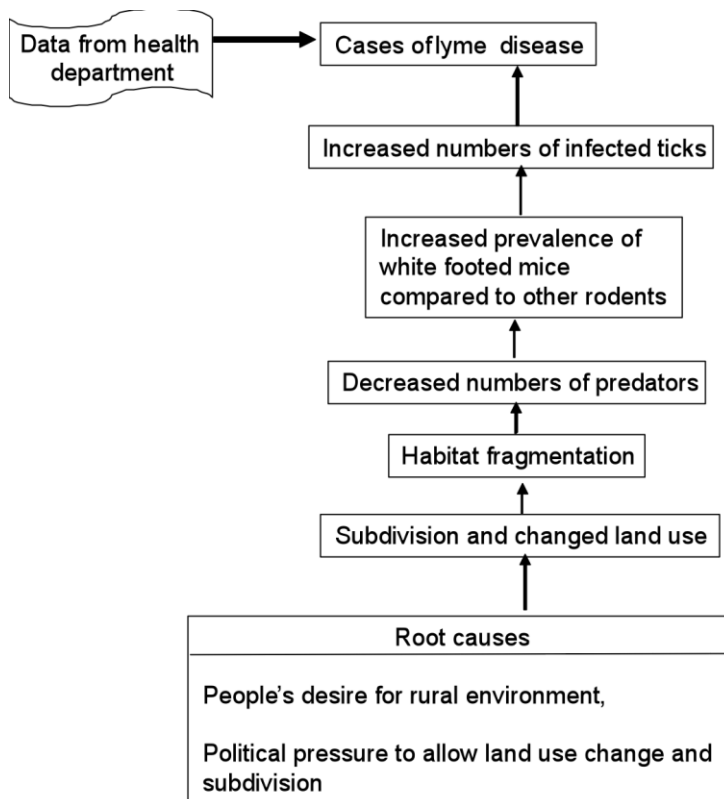 Data from health
department
Cases of lyme disease
Increased numbers of infected ticks
Increased prevalence of
white footed mice
compared to other rodents
Decreased numbers of predators
Habitat fragmentation
Subdivision and changed land use
Root causes
People's desire for rural environment,
Political pressure to allow land use change and
subdivision